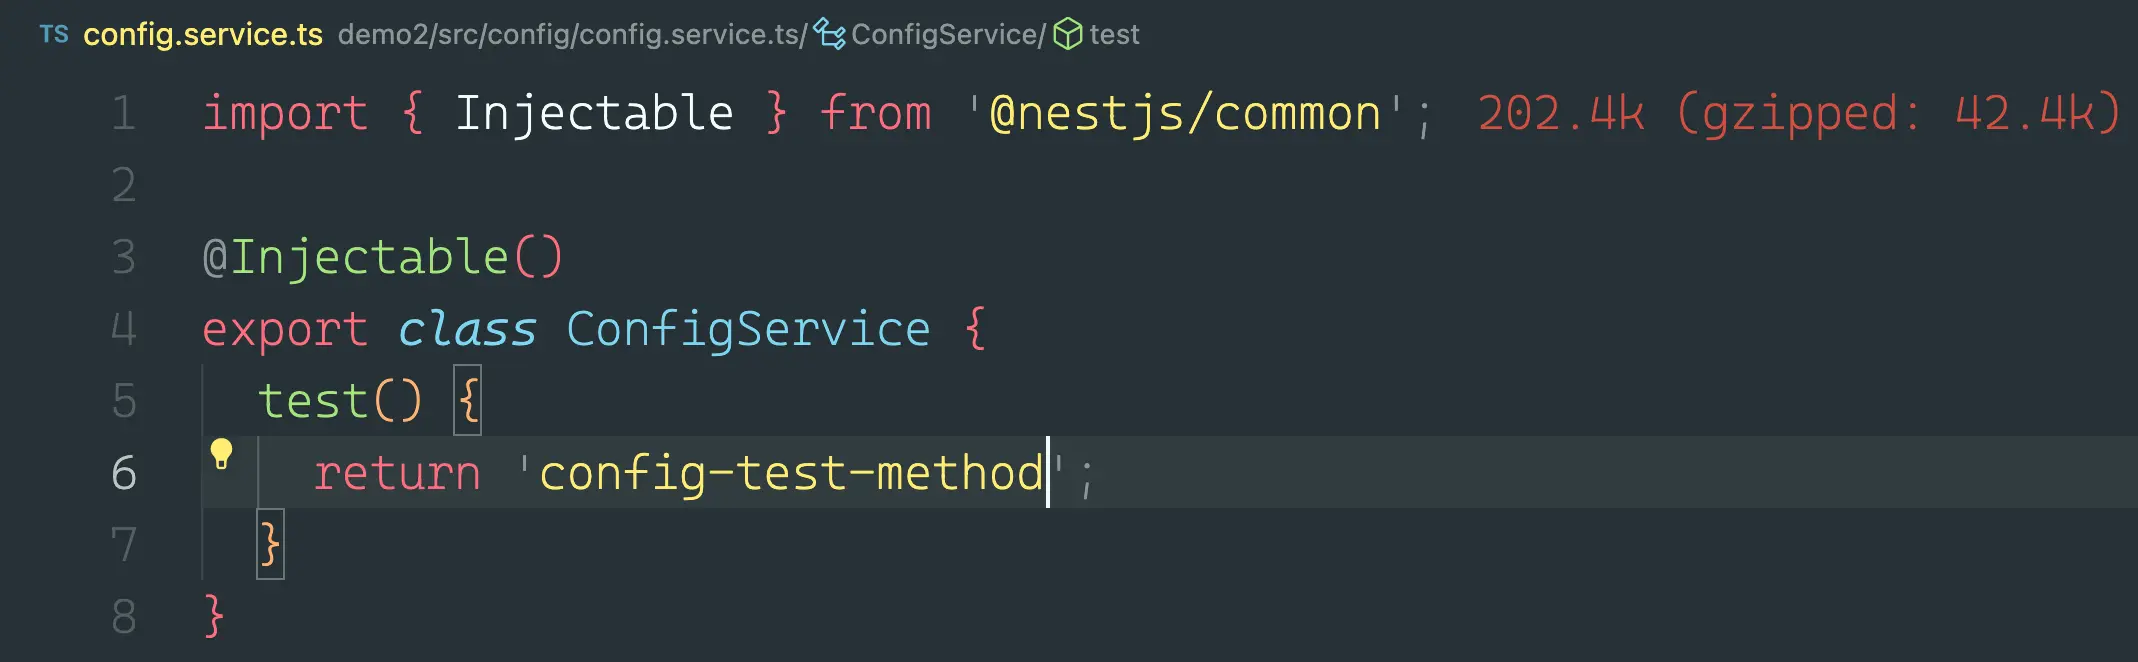 TS config.service.ts demo2/src/config/config.service.ts/ ConfigService/ test
1 import { Injectable } from '@nestjs/common'; 202.4k (gzipped: 42.4k)
2
3 @Injectable()
4 export class ConfigService {
5 test() {
6 return 'config-test-method';
7 }
8 }